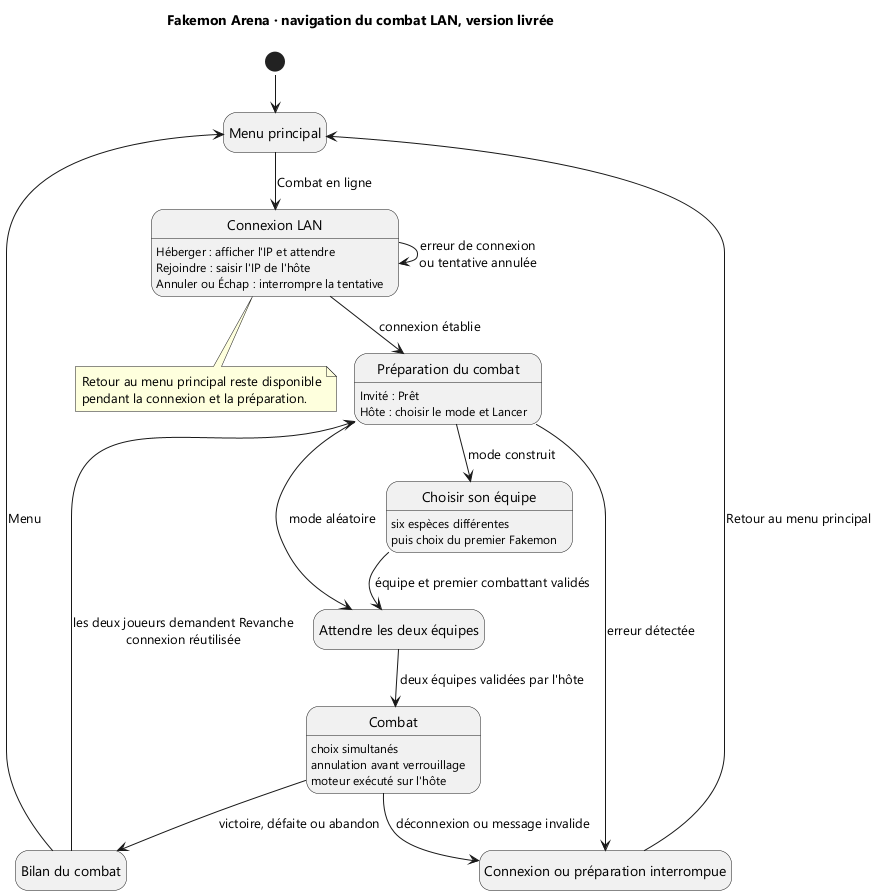 Fakemon Arena · navigation du combat LAN, version livrée
Menu principal
Combat en ligne
Connexion LAN
Héberger : afficher l'IP et attendre
Rejoindre : saisir l'IP de l'hôte
Annuler ou Échap : interrompre la tentative
erreur de connexion
ou tentative annulée
connexion établie
Retour au menu principal reste disponible
pendant la connexion et la préparation.
Préparation du combat
Invité : Prêt
Hôte : choisir le mode et Lancer
mode construit
Choisir son équipe
six espèces différentes
puis choix du premier Fakemon
Menu
mode aléatoire
Retour au menu principal
équipe et premier combattant validés
les deux joueurs demandent Revanche
connexion réutilisée
Attendre les deux équipes
erreur détectée
deux équipes validées par l'hôte
Combat
choix simultanés
annulation avant verrouillage
moteur exécuté sur l'hôte
victoire, défaite ou abandon
déconnexion ou message invalide
Bilan du combat
Connexion ou préparation interrompue